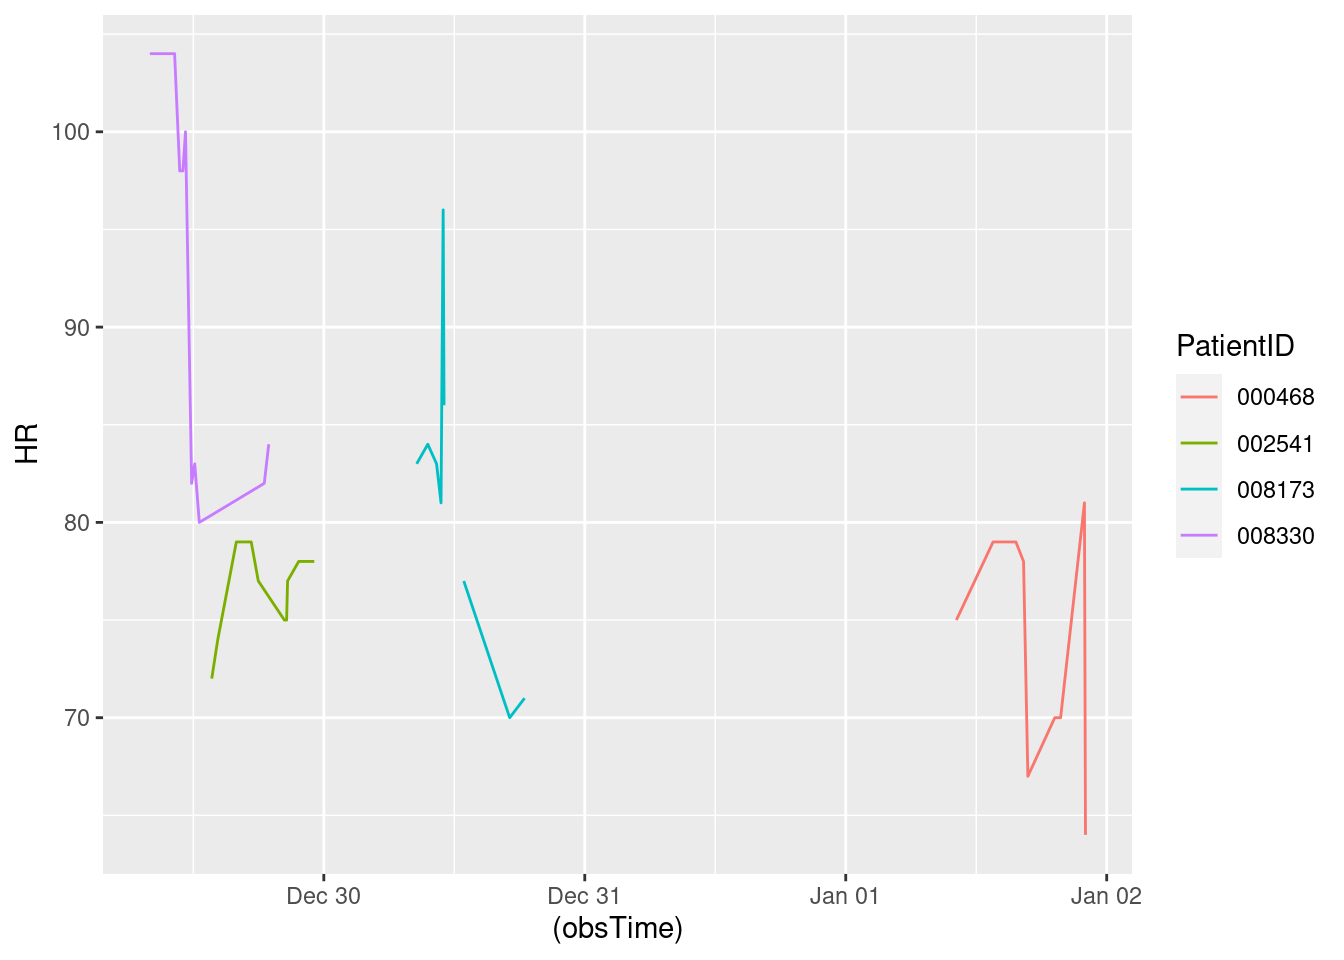 HR
100
90
80
70
Dec 30
Dec 31
Jan 01
Jan 02
(obsTime)
PatientID
000468
002541
008173
008330